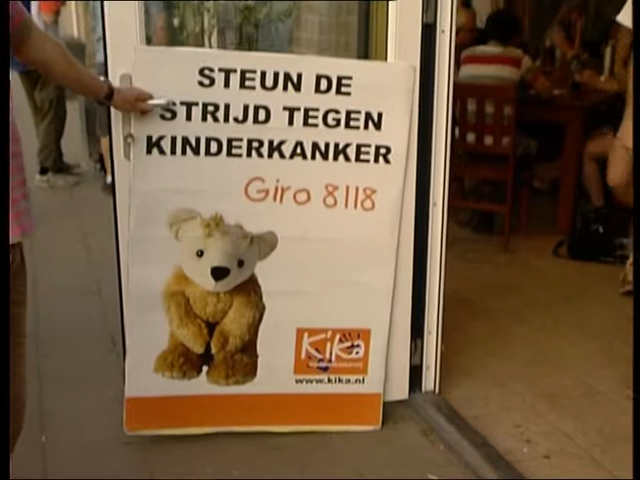 STEUN DE
STRIJD TEGEN
KINDERKANKER
Giro 8118
KiKa
www.kika.nl